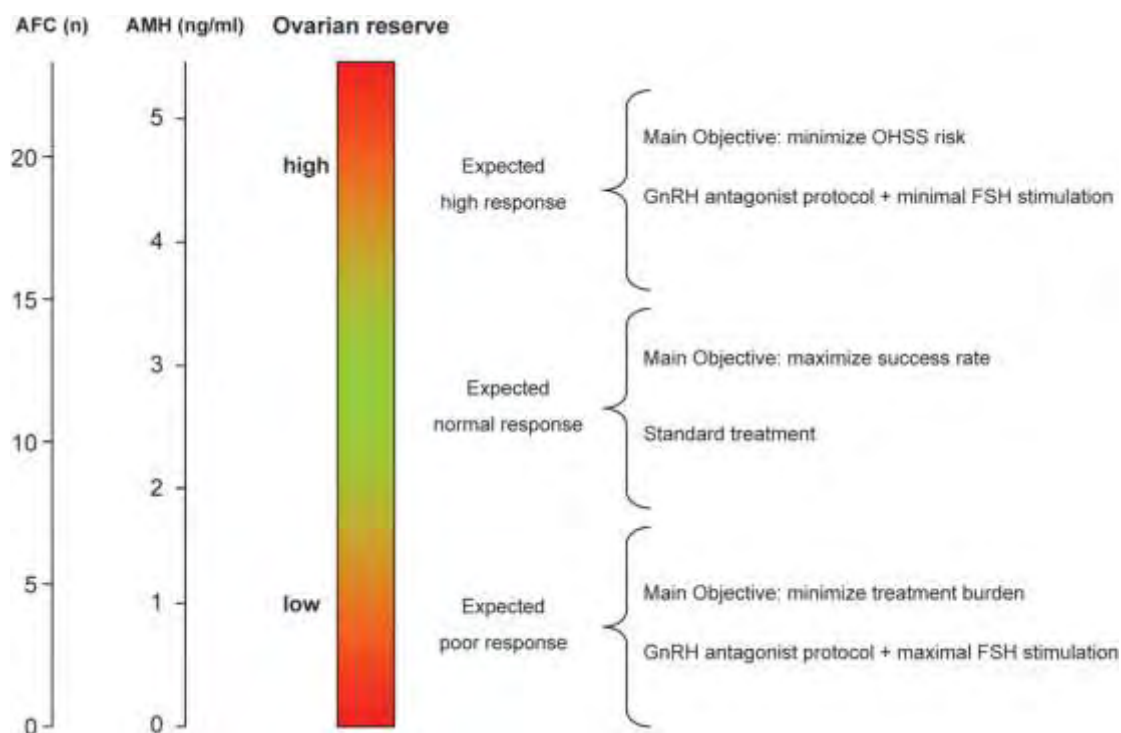 AFC (n) AMH (ng/ml) Ovarian reserve
5
20
high
Expected
high response
Main Objective: minimize OHSS risk
GnRH antagonist protocol + minimal FSH stimulation
4
15
3
Expected
normal response
Main Objective: maximize success rate
Standard treatment
10
2
5
1
low
Expected
poor response
Main Objective: minimize treatment burden
GnRH antagonist protocol + maximal FSH stimulation
0
0